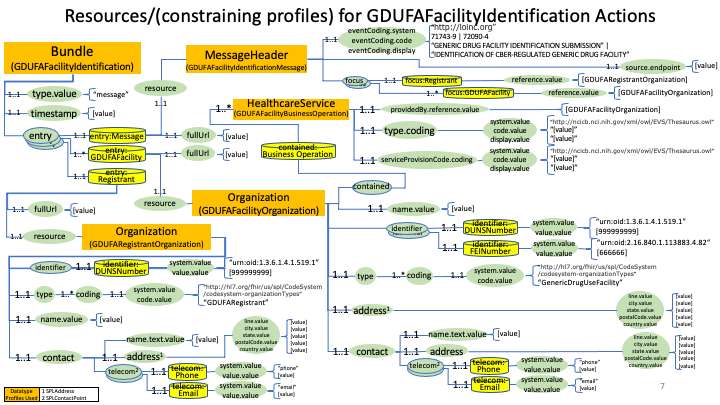 Resources/(constraining profiles) for GDUFAFacilityIdentification Actions
Bundle
(GDUFAFacilityIdentification)
1..1 type.value "message"
1..1 timestamp [value]
entry
1..1 entry:Message 1..1 fullUrl [value]
1..* entry:
GDUFAFacility
1..1 fullUrl [value]
1..1 entry:
Registrant
resource
1..1
1..1
resource
1..1 fullUrl [value]
1..1 resource
MessageHeader
(GDUFAFacilityIdentificationMessage)
1..1
eventCoding.system
eventCoding.code
eventCoding.display
"http://loinc.org"
71743-9 | 72090-4
"GENERIC DRUG FACILITY IDENTIFICATION SUBMISSION" |
"IDENTIFICATION OF CBER-REGULATED GENERIC DRUG FACILITY"
1..1 source.endpoint [value]
focus
1..1 focus:Registrant reference.value [GDUFARegistrantOrganization]
1..* focus:GDUFAFacility reference.value [GDUFAFacilityOrganization]
1..*
HealthcareService
(GDUFAFacilityBusinessOperation)
1..1 providedBy.reference.value [GDUFAFacilityOrganization]
1..1 type.coding
system.value
code.value
display.value
"http://ncicb.nci.nih.gov/xml/owl/EVS/Thesaurus.owl"
"[value]"
"[value]"
1..1 serviceProvisionCode.coding
system.value
code.value
display.value
"http://ncicb.nci.nih.gov/xml/owl/EVS/Thesaurus.owl"
"[value]"
"[value]"
contained:
Business Operation
contained
Organization
(GDUFAFacilityOrganization)
1..1 name.value [value]
identifier
1..1 identifier:
DUNSNumber
system.value
value.value
"urn:oid:1.3.6.1.4.1.519.1"
[999999999]
1..1 identifier:
FEINumber
system.value
value.value
"urn:oid:2.16.840.1.113883.4.82"
[666666]
1..1 type 1..* coding 1..1
system.value
code.value
"http://hl7.org/fhir/us/spl/CodeSystem
/codesystem-organizationTypes"
"GenericDrugUseFacility"
1..1 address¹
line.value
city.value
state.value
postalCode.value
country.value
[value]
[value]
[value]
[value]
[value]
1..1 contact
1..1 name.text.value [value]
1..1 address
line.value
city.value
state.value
postalCode.value
country.value
[value]
[value]
[value]
[value]
[value]
telecom²
1..1 telecom:
Phone
system.value
value.value
"phone"
[value]
1..1 telecom:
Email
system.value
value.value
"email"
[value]
Organization
(GDUFARegistrantOrganization)
identifier 1..1 identifier:
DUNSNumber
system.value
value.value
"urn:oid:1.3.6.1.4.1.519.1"
[999999999]
1..1 type 1..* coding 1..1
system.value
code.value
"http://hl7.org/fhir/us/spl/CodeSystem
/codesystem-organizationTypes"
"GDUFARegistrant"
1..1 name.value [value]
1..1 contact
name.text.value [value]
1..1 address¹
line.value
city.value
state.value
postalCode.value
country.value
[value]
[value]
[value]
[value]
[value]
telecom²
1..1 telecom:
Phone
system.value
value.value
"phone"
[value]
1..1 telecom:
Email
system.value
value.value
"email"
[value]
Datatype
Profiles Used
1 SPLAddress
2 SPLContactPoint
7